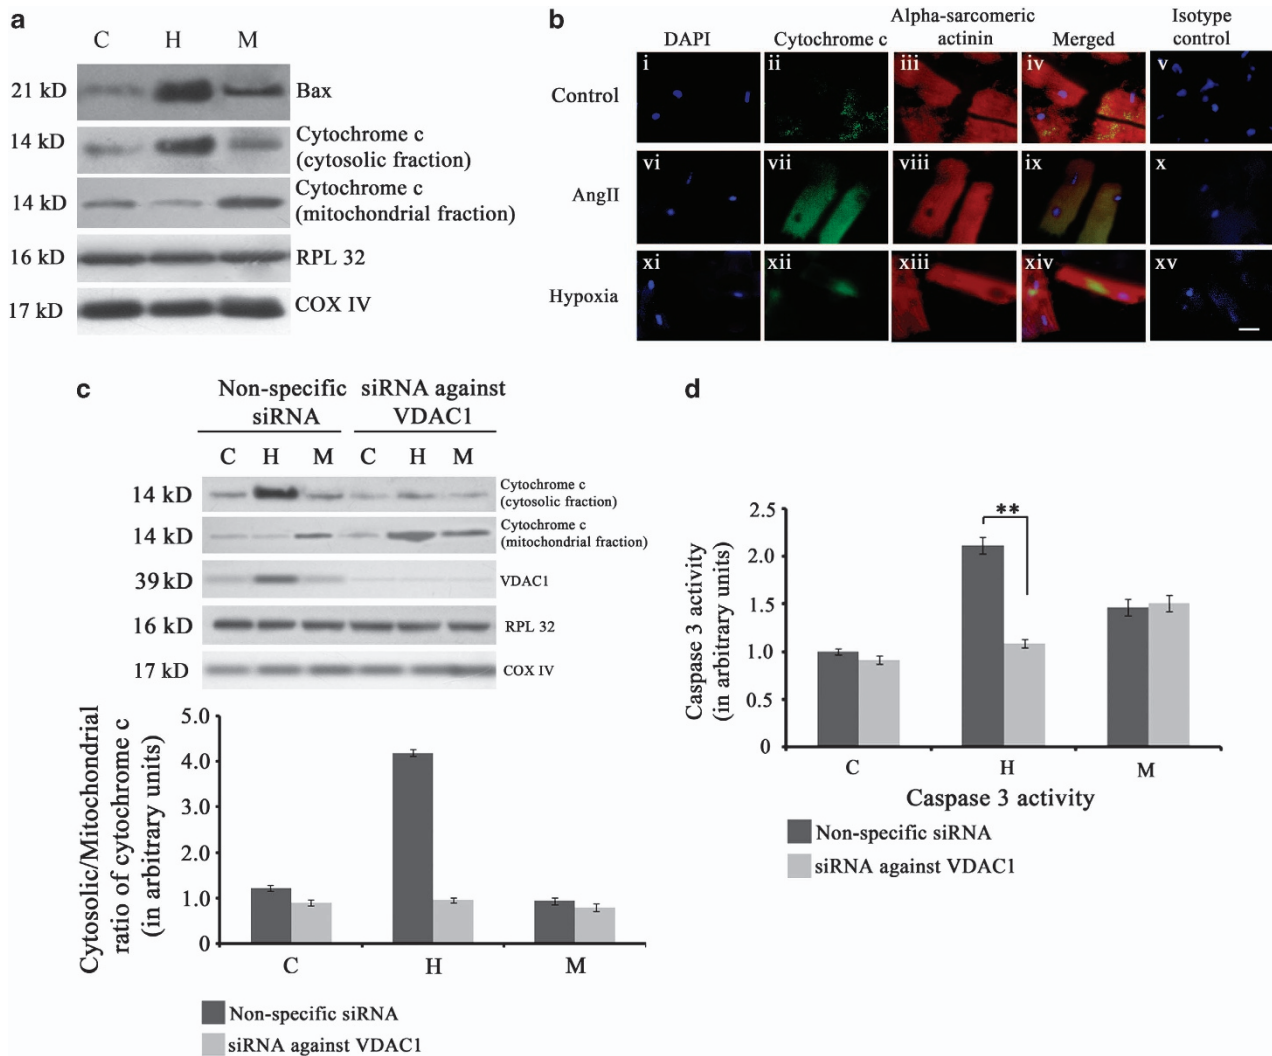 a
C H M
21 kD Bax
14 kD Cytochrome c
(cytosolic fraction)
14 kD Cytochrome c
(mitochondrial fraction)
16 kD RPL 32
17 kD COX IV
b
DAPI Cytochrome c Alpha-sarcomeric
actinin Merged Isotype
control
Control i ii iii iv v
AngII vi vii viii ix x
Hypoxia xi xii xiii xiv xv
c
Non-specific
siRNA
siRNA against
VDAC1
C H M C H M
14 kD Cytochrome c
(cytosolic fraction)
14 kD Cytochrome c
(mitochondrial fraction)
39 kD VDAC1
16 kD RPL 32
17 kD COX IV
Cytosolic/Mitochondrial
ratio of cytochrome c
(in arbitrary units)
5.0
4.0
3.0
2.0
1.0
0
C H M
Non-specific siRNA
siRNA against VDAC1
d
Caspase 3 activity
(in arbitrary units)
2.5
2.0
1.5
1.0
0.5
0
**
C H M
Caspase 3 activity
Non-specific siRNA
siRNA against VDAC1